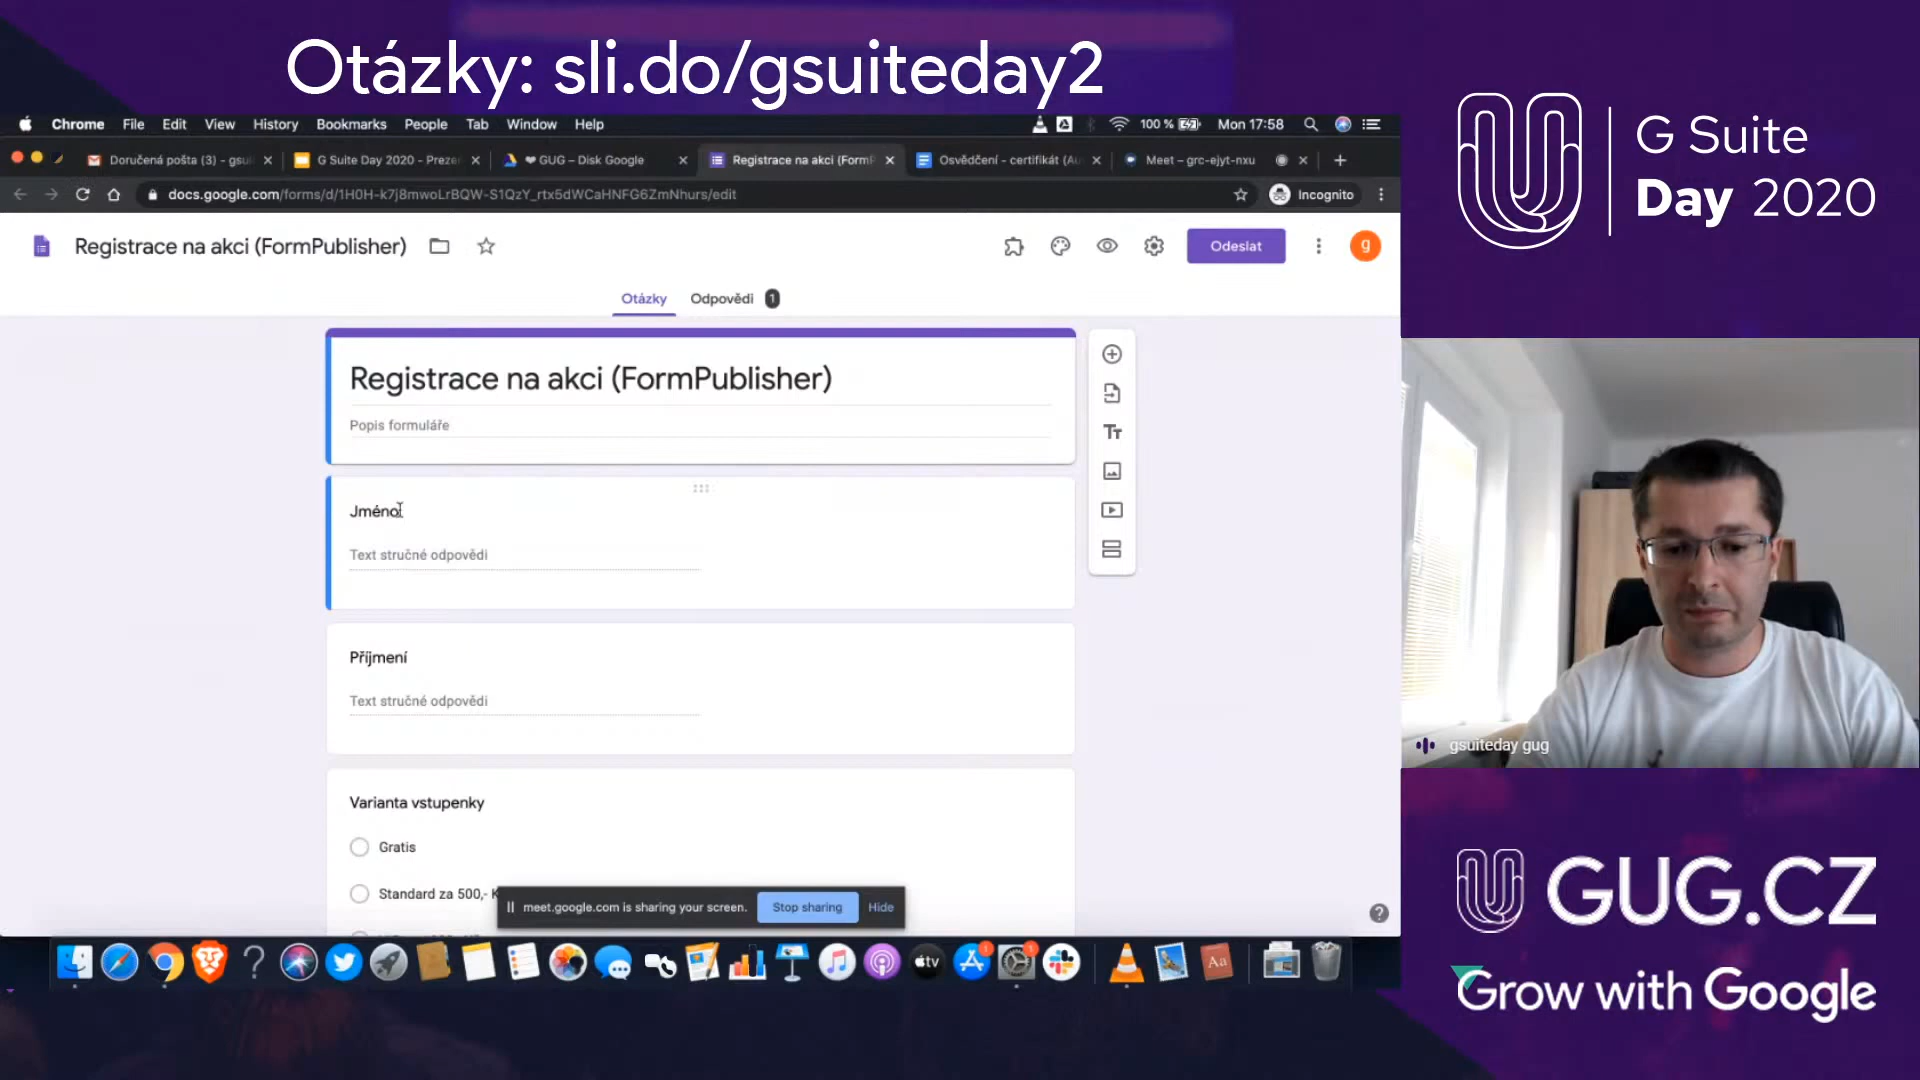 Otázky: sli.do/gsuiteday2
Chrome File Edit View History Bookmarks People Tab Window Help 100 % Mon 17:58
Doručená pošta (3) - gsu
G Suite Day 2020 - Preze
❤ GUG – Disk Google
Registrace na akci (FormP
Osvědčení - certifikát (Au
Meet – grc-ejyt-nxu
docs.google.com/forms/d/1H0H-k7j8mwoLrBQW-S1QzY_rtx5dWCaHNFG6ZmNhurs/edit
Incognito
Registrace na akci (FormPublisher)
Odeslat
g
Otázky Odpovědi 1
Registrace na akci (FormPublisher)
Popis formuláře
Jméno
Text stručné odpovědi
Příjmení
Text stručné odpovědi
Varianta vstupenky
Gratis
Standard za 500,- K
meet.google.com is sharing your screen. Stop sharing Hide
tv
Aa
G Suite
Day 2020
gsuiteday gug
GUG.CZ
Grow with Google